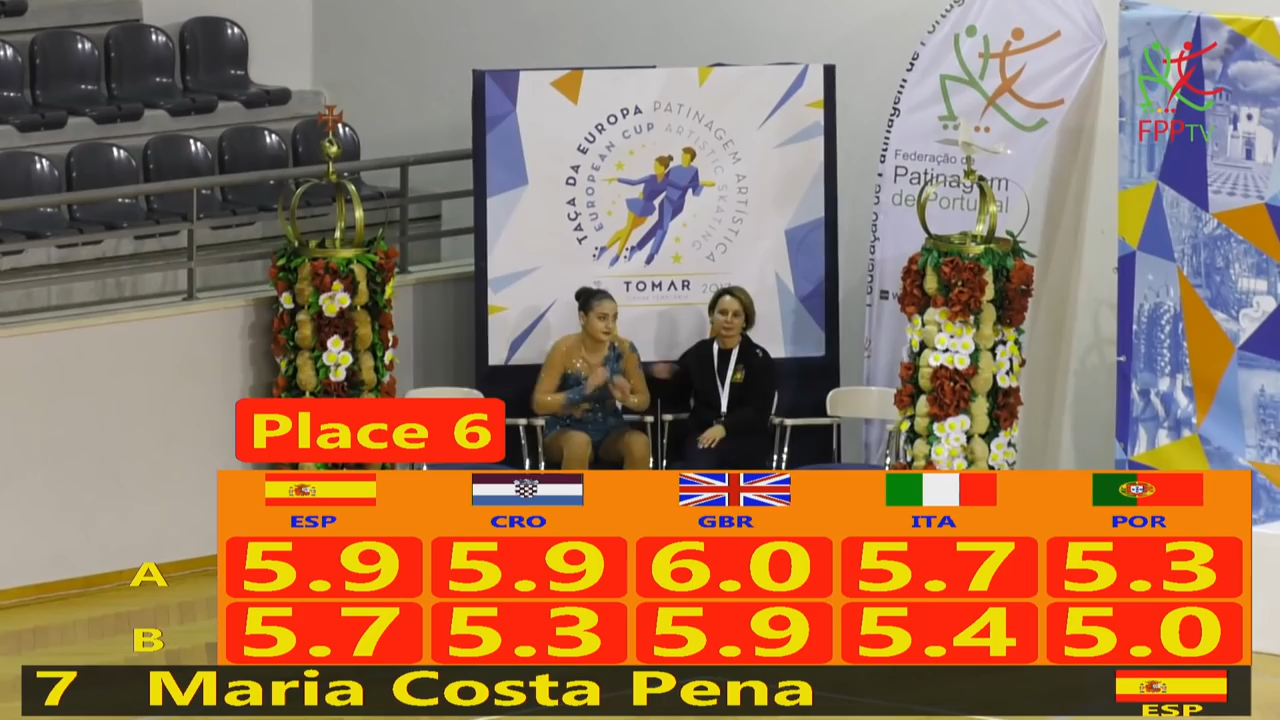 TAÇA DA EUROPA PATINAGEM ARTÍSTICA
EUROPEAN CUP ARTISTIC SKATING
TOMAR
Federação de
Patinagem
de Portugal
FPPTV
Place 6
ESP CRO GBR ITA POR
A 5.9 5.9 6.0 5.7 5.3
B 5.7 5.3 5.9 5.4 5.0
7 Maria Costa Pena
ESP